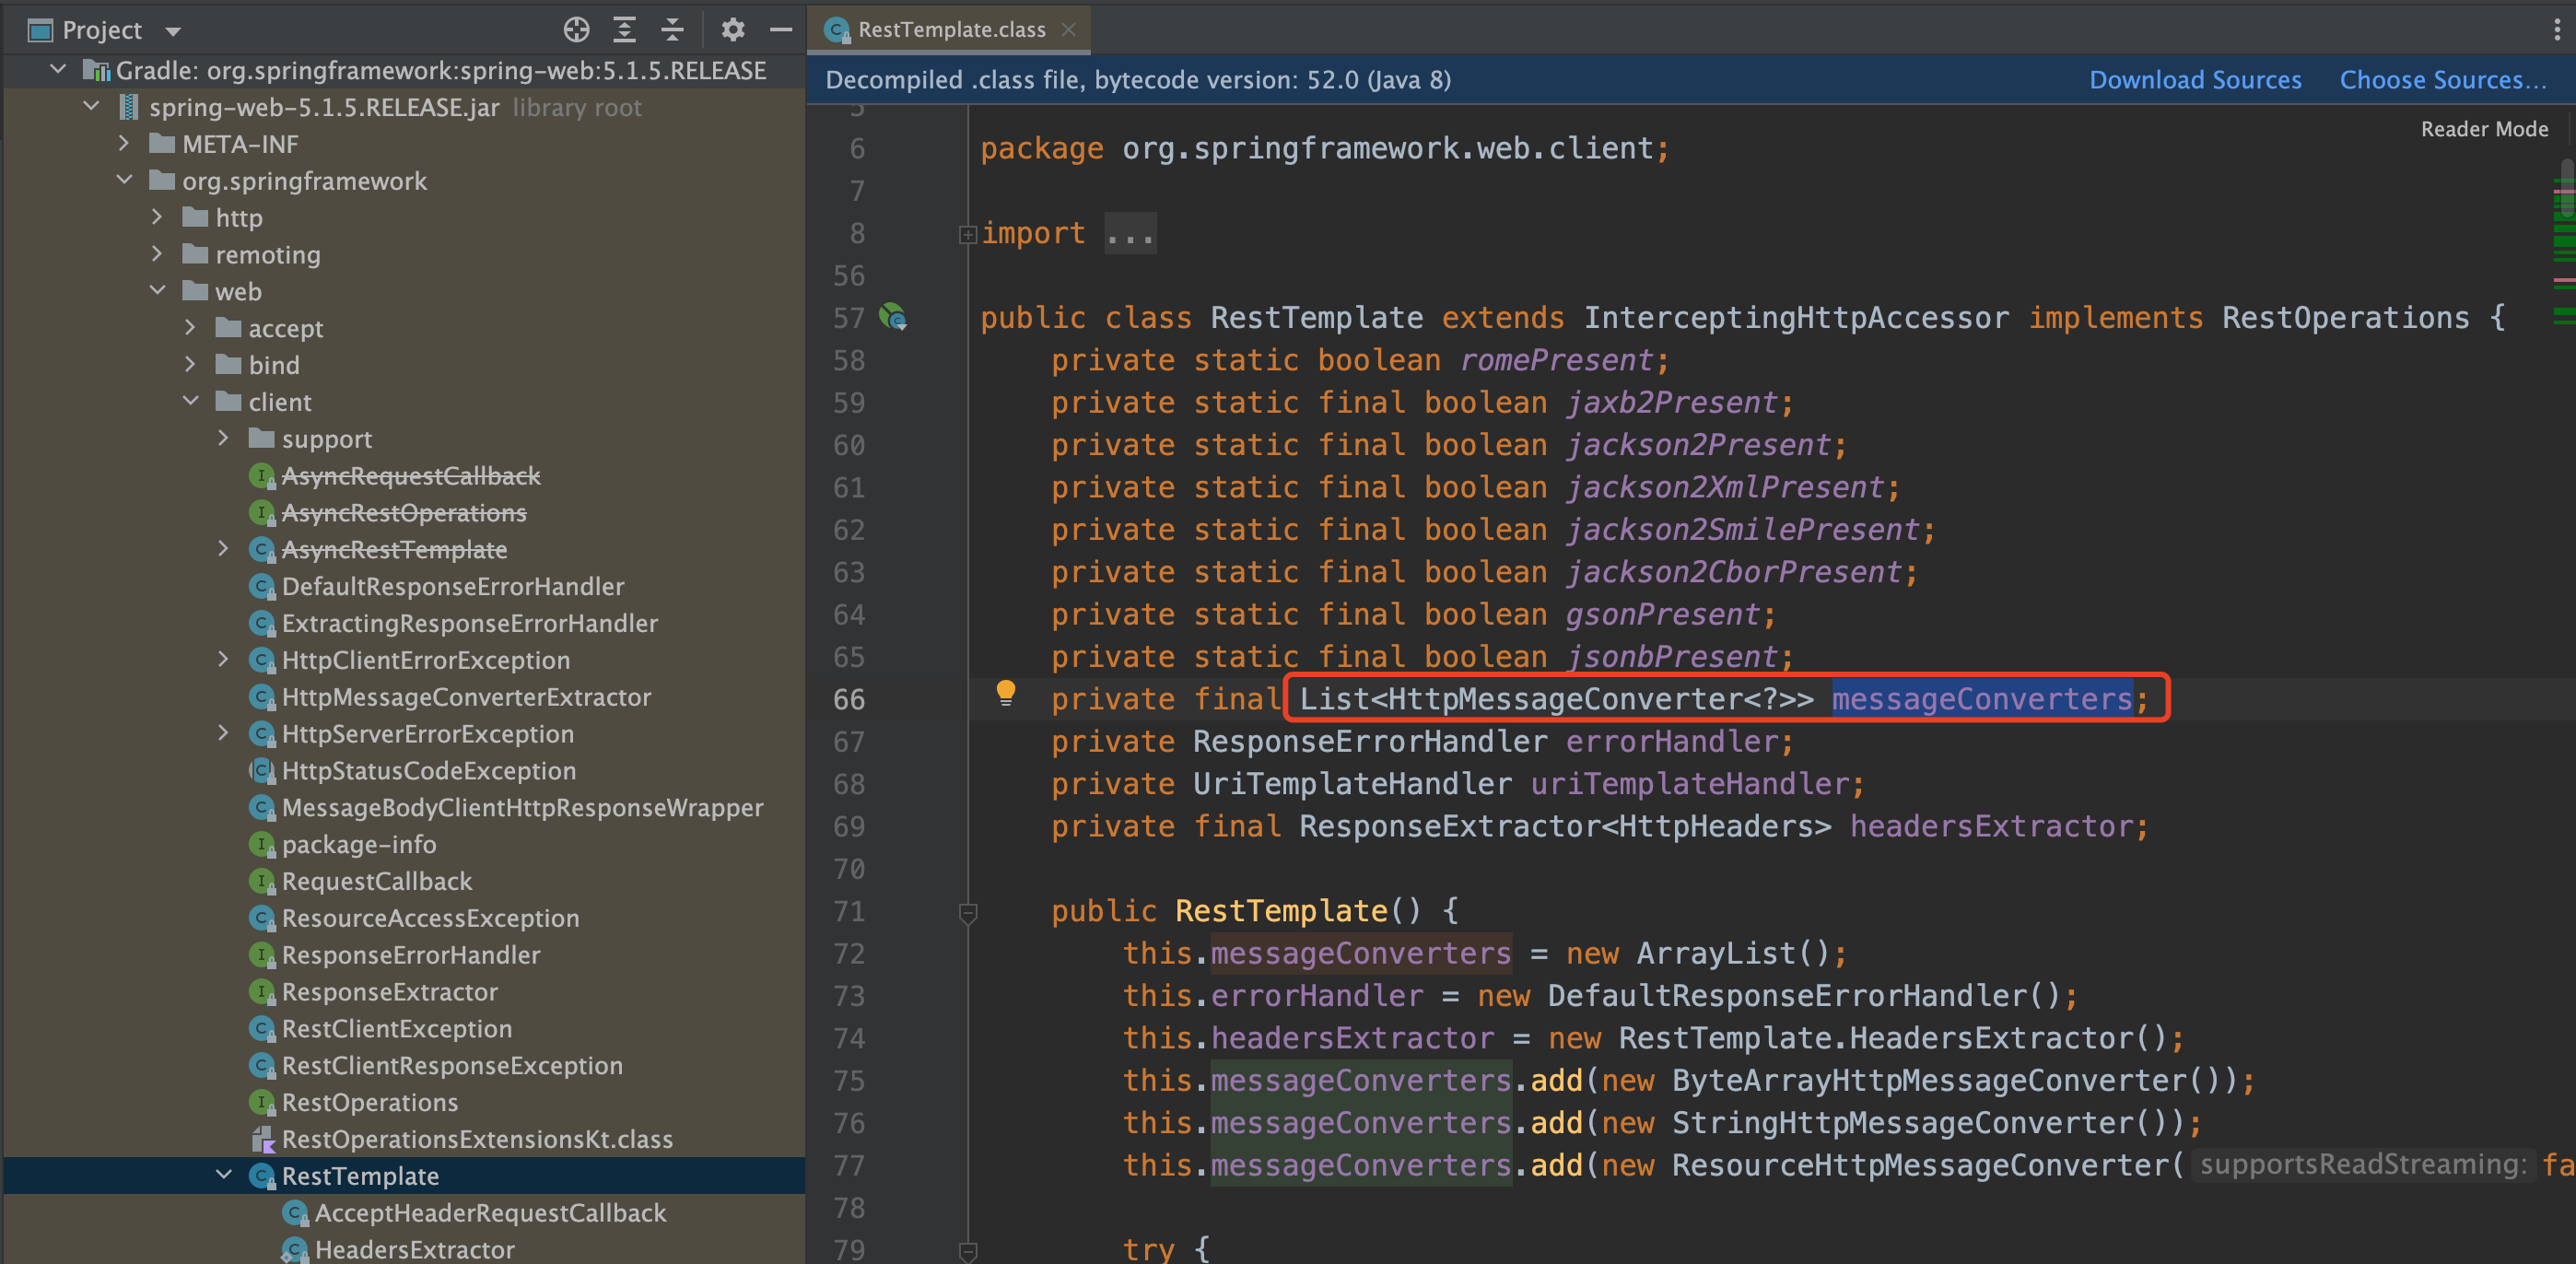 Project
Gradle: org.springframework:spring-web:5.1.5.RELEASE
spring-web-5.1.5.RELEASE.jar library root
META-INF
org.springframework
http
remoting
web
accept
bind
client
support
AsyncRequestCallback
AsyncRestOperations
AsyncRestTemplate
DefaultResponseErrorHandler
ExtractingResponseErrorHandler
HttpClientErrorException
HttpMessageConverterExtractor
HttpServerErrorException
HttpStatusCodeException
MessageBodyClientHttpResponseWrapper
package-info
RequestCallback
ResourceAccessException
ResponseErrorHandler
ResponseExtractor
RestClientException
RestClientResponseException
RestOperations
RestOperationsExtensionsKt.class
RestTemplate
AcceptHeaderRequestCallback
HeadersExtractor
RestTemplate.class
Decompiled .class file, bytecode version: 52.0 (Java 8) Download Sources Choose Sources...
Reader Mode
5
6 package org.springframework.web.client;
7
8 import ...
56
57 public class RestTemplate extends InterceptingHttpAccessor implements RestOperations {
58 private static boolean romePresent;
59 private static final boolean jaxb2Present;
60 private static final boolean jackson2Present;
61 private static final boolean jackson2XmlPresent;
62 private static final boolean jackson2SmilePresent;
63 private static final boolean jackson2CborPresent;
64 private static final boolean gsonPresent;
65 private static final boolean jsonbPresent;
66 private final List<HttpMessageConverter<?>> messageConverters;
67 private ResponseErrorHandler errorHandler;
68 private UriTemplateHandler uriTemplateHandler;
69 private final ResponseExtractor<HttpHeaders> headersExtractor;
70
71 public RestTemplate() {
72 this.messageConverters = new ArrayList();
73 this.errorHandler = new DefaultResponseErrorHandler();
74 this.headersExtractor = new RestTemplate.HeadersExtractor();
75 this.messageConverters.add(new ByteArrayHttpMessageConverter());
76 this.messageConverters.add(new StringHttpMessageConverter());
77 this.messageConverters.add(new ResourceHttpMessageConverter( supportsReadStreaming: fa
78
79 try {